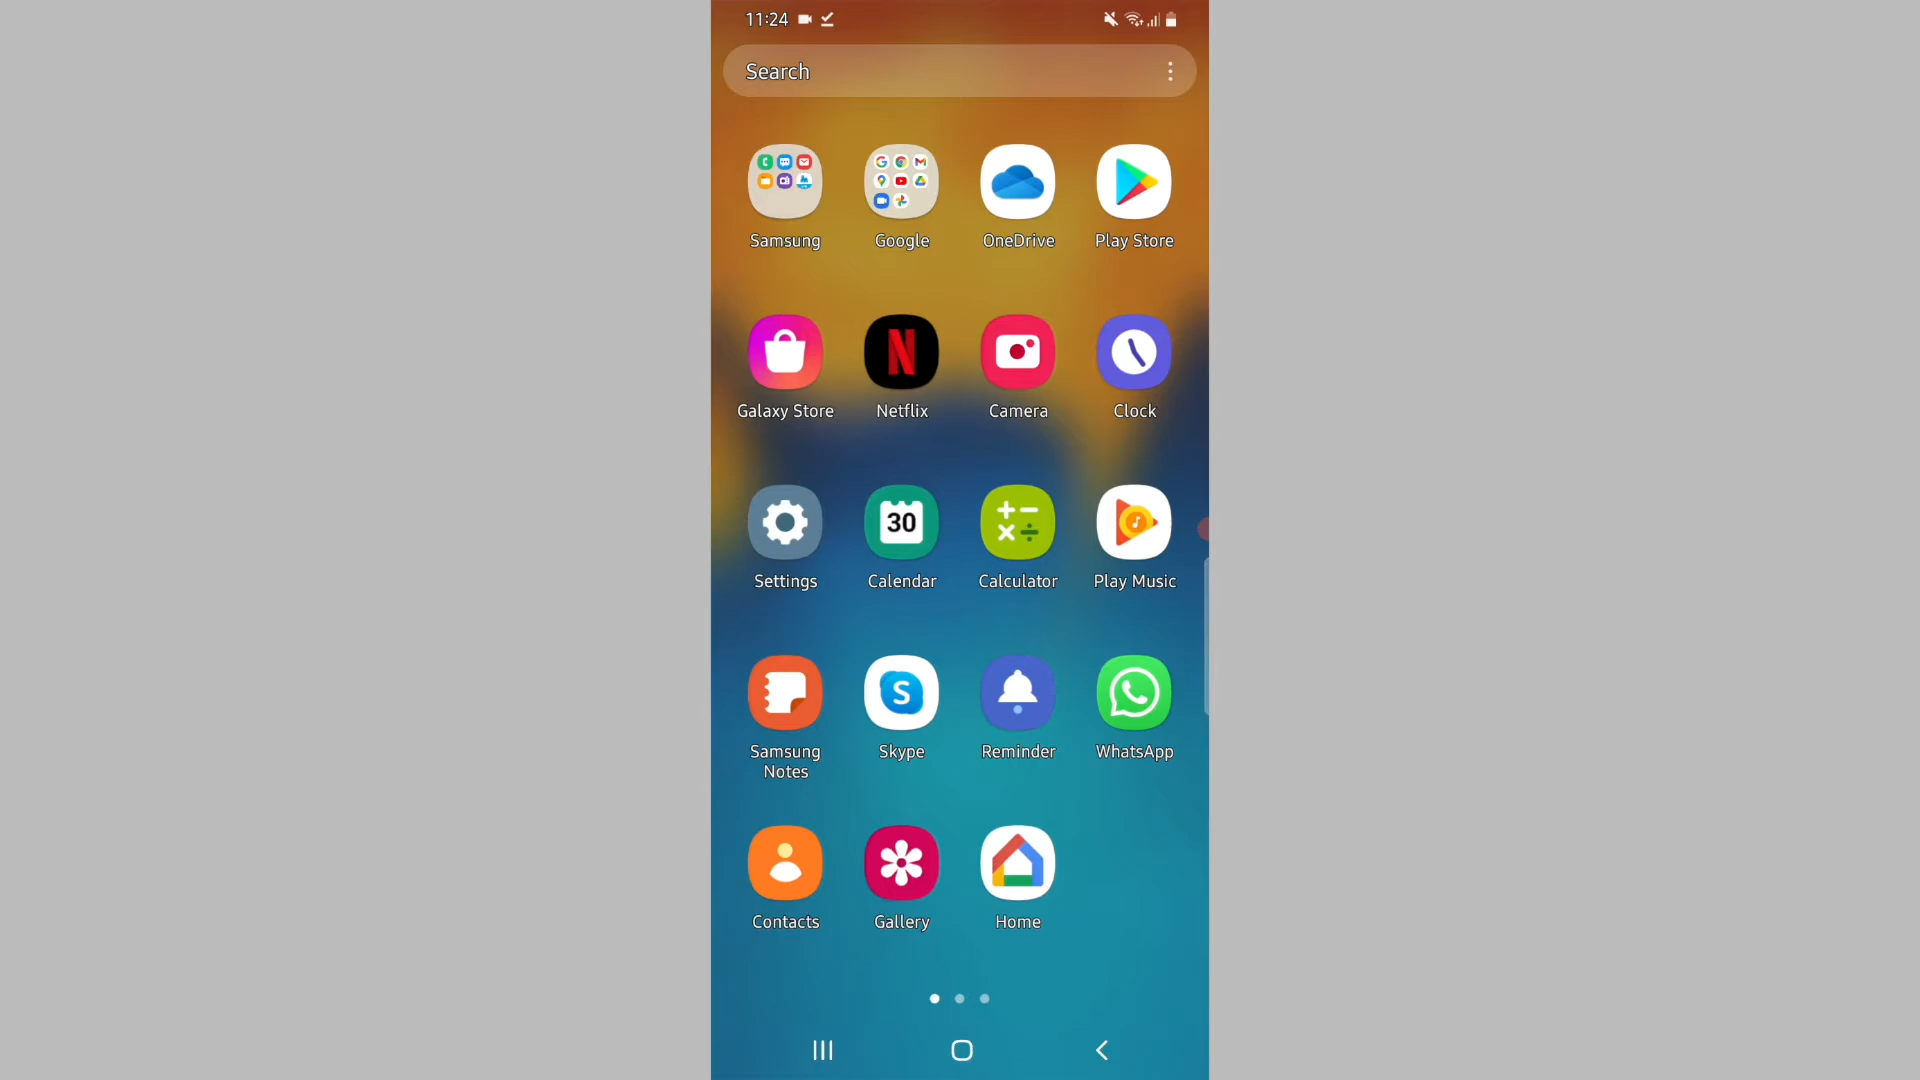 11:24
Search
Samsung Google OneDrive Play Store
Galaxy Store Netflix Camera Clock
30
Settings Calendar Calculator Play Music
Samsung Notes Skype Reminder WhatsApp
Contacts Gallery Home